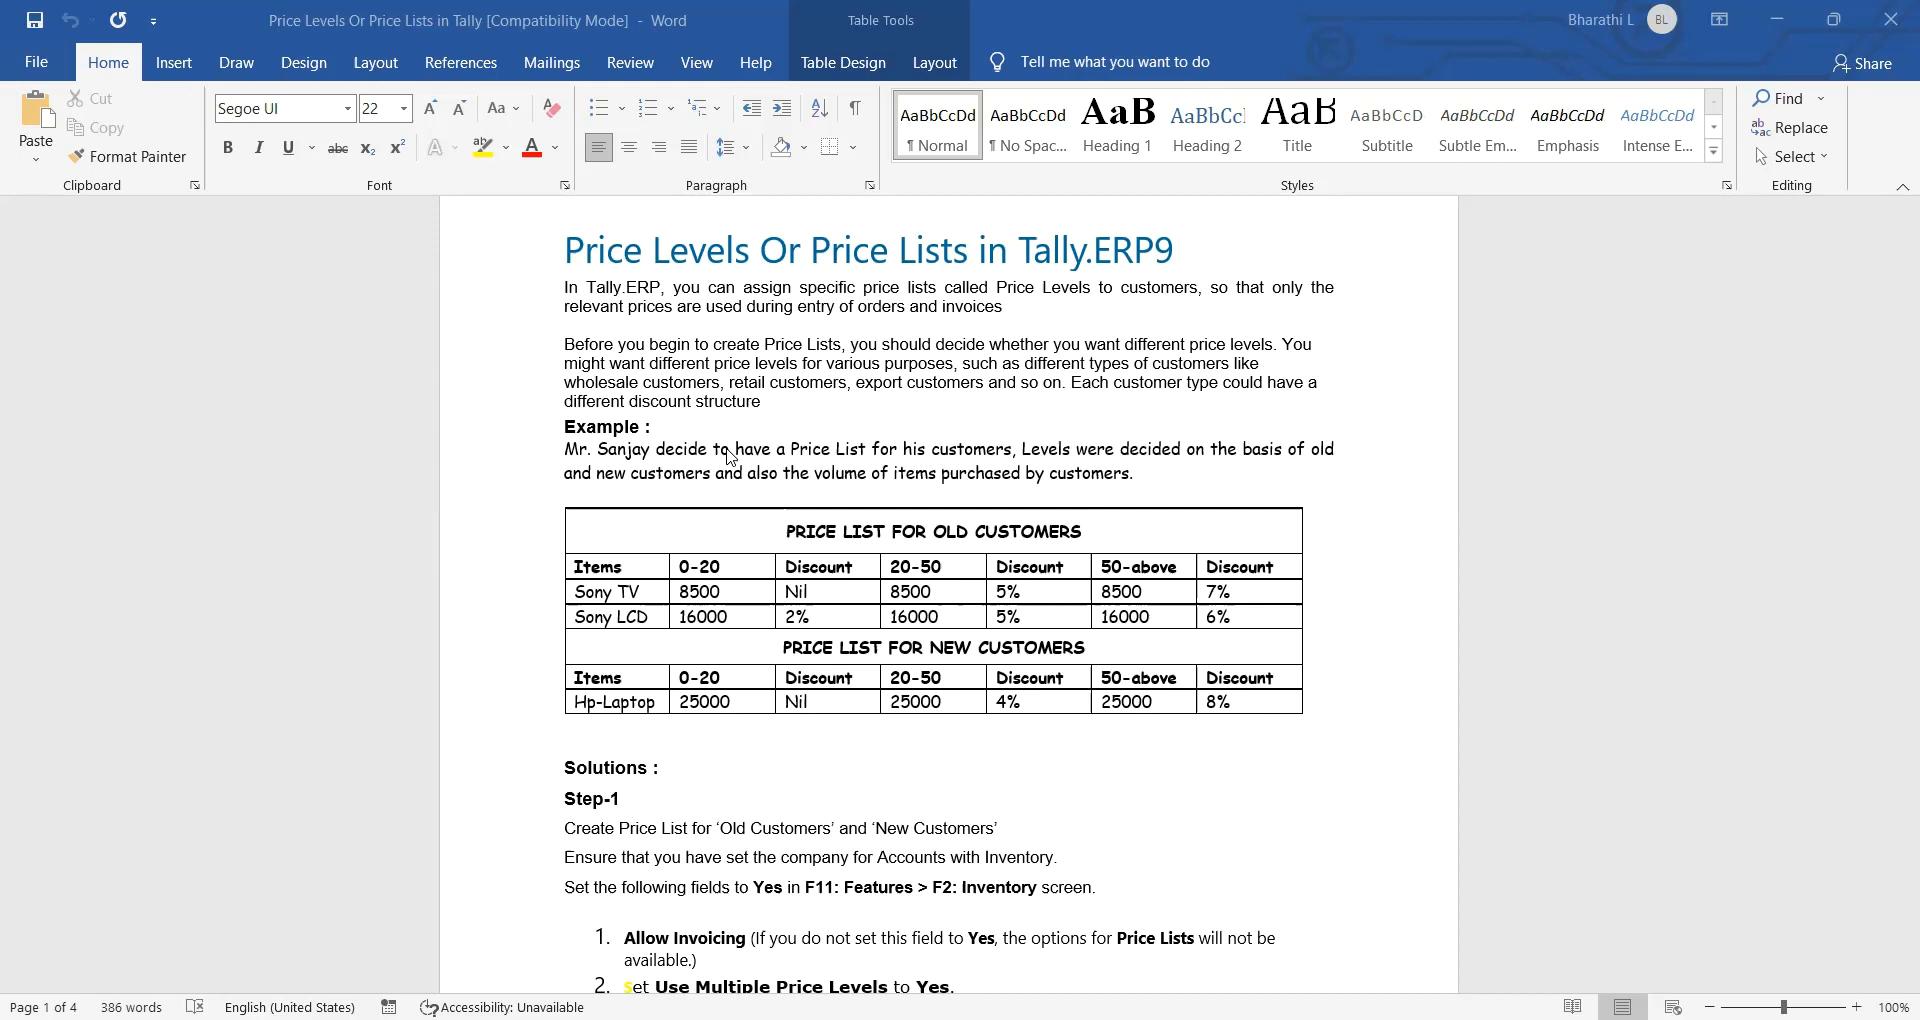 Price Levels Or Price Lists in Tally [Compatibility Mode] - Word
Table Tools
Bharathi L
BL
File Home Insert Draw Design Layout References Mailings Review View Help Table Design Layout Tell me what you want to do Share
Paste
Cut
Copy
Format Painter
Clipboard
Segoe UI 22
Font
Paragraph
AaBbCcDd AaBbCcDd AaB AaBbCcl AaB AaBbCcD AaBbCcDd AaBbCcDd AaBbCcDd
¶ Normal ¶ No Spac... Heading 1 Heading 2 Title Subtitle Subtle Em... Emphasis Intense E...
Styles
Find
Replace
Select
Editing
Price Levels Or Price Lists in Tally.ERP9
In Tally.ERP, you can assign specific price lists called Price Levels to customers, so that only the
relevant prices are used during entry of orders and invoices
Before you begin to create Price Lists, you should decide whether you want different price levels. You
might want different price levels for various purposes, such as different types of customers like
wholesale customers, retail customers, export customers and so on. Each customer type could have a
different discount structure
Example :
Mr. Sanjay decide to have a Price List for his customers, Levels were decided on the basis of old
and new customers and also the volume of items purchased by customers.
PRICE LIST FOR OLD CUSTOMERS
Items 0-20 Discount 20-50 Discount 50-above Discount
Sony TV 8500 Nil 8500 5% 8500 7%
Sony LCD 16000 2% 16000 5% 16000 6%
PRICE LIST FOR NEW CUSTOMERS
Items 0-20 Discount 20-50 Discount 50-above Discount
Hp-Laptop 25000 Nil 25000 4% 25000 8%
Solutions :
Step-1
Create Price List for ‘Old Customers’ and ‘New Customers’
Ensure that you have set the company for Accounts with Inventory.
Set the following fields to Yes in F11: Features > F2: Inventory screen.
1. Allow Invoicing (If you do not set this field to Yes, the options for Price Lists will not be
available.)
2. Set Use Multiple Price Levels to Yes.
Page 1 of 4 386 words English (United States) Accessibility: Unavailable 100%